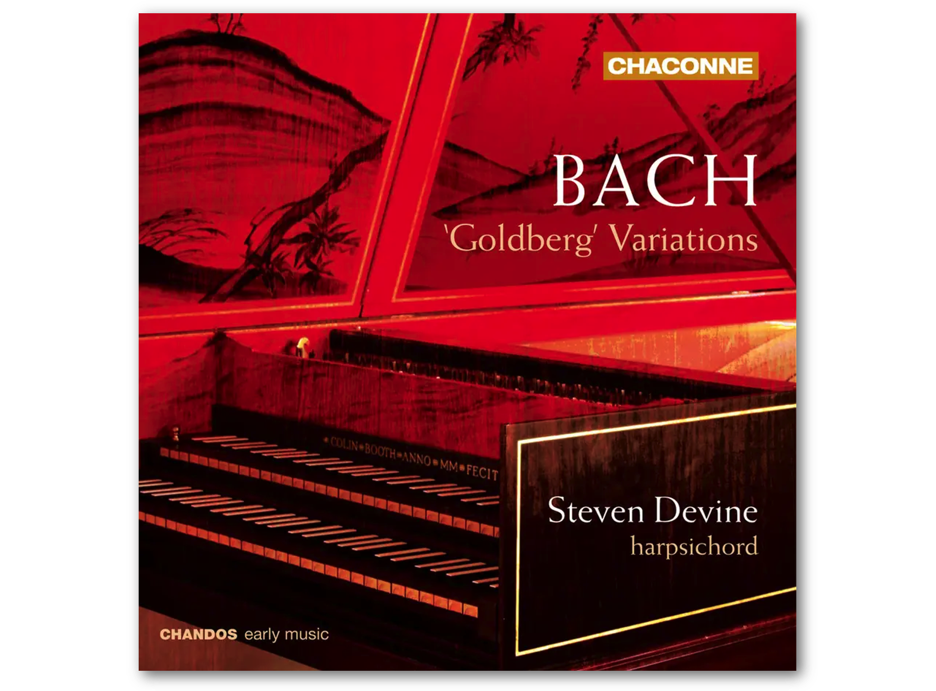 CHACONNE
BACH
'Goldberg' Variations
*COLIN*BOOTH*ANNO*MM*FECIT
Steven Devine
harpsichord
CHANDOS early music